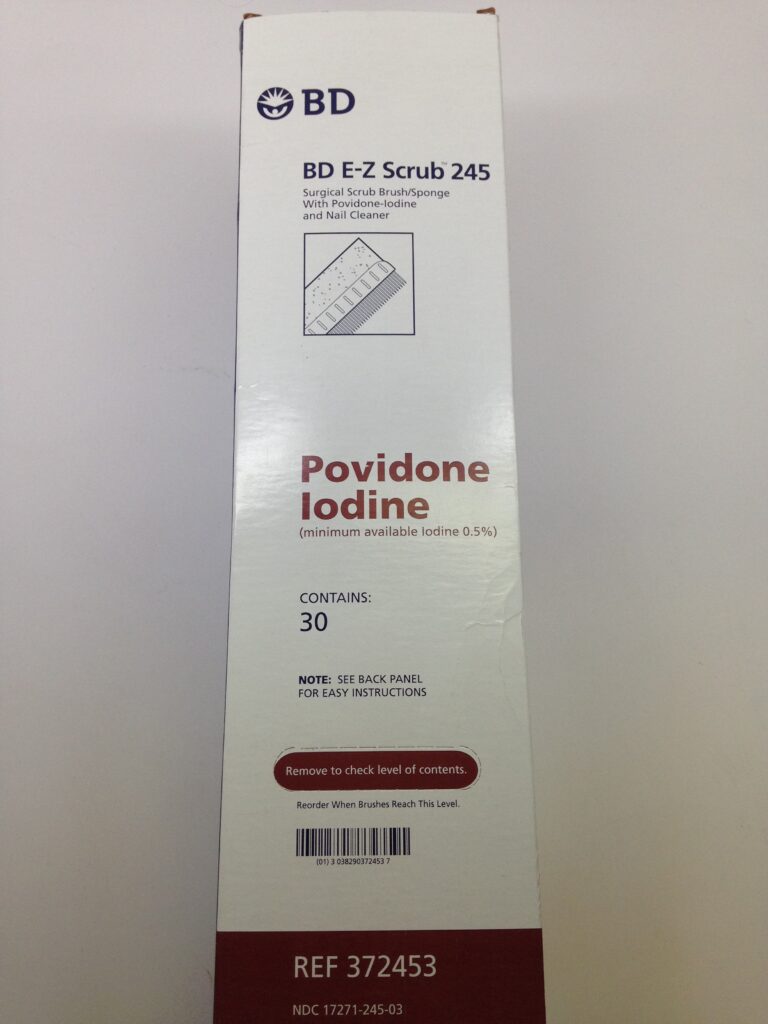 BD
BD E-Z Scrub™ 245
Surgical Scrub Brush/Sponge
With Povidone-Iodine
and Nail Cleaner
Povidone
Iodine
(minimum available Iodine 0.5%)
CONTAINS:
30
NOTE: SEE BACK PANEL
FOR EASY INSTRUCTIONS
Remove to check level of contents.
Reorder When Brushes Reach This Level.
(01) 3 038290372453 7
REF 372453
NDC 17271-245-03